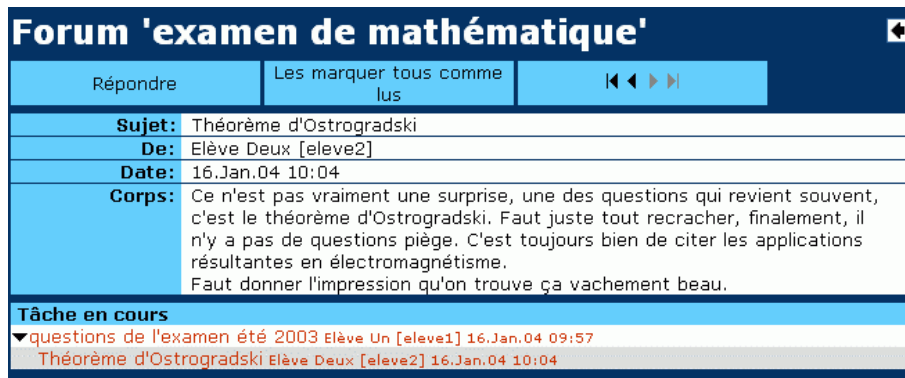 Forum 'examen de mathématique'
Répondre
Les marquer tous comme
lus
Sujet: Théorème d'Ostrogradski
De: Elève Deux [eleve2]
Date: 16.Jan.04 10:04
Corps: Ce n'est pas vraiment une surprise, une des questions qui revient souvent,
c'est le théorème d'Ostrogradski. Faut juste tout recracher, finalement, il
n'y a pas de questions piège. C'est toujours bien de citer les applications
résultantes en électromagnétisme.
Faut donner l'impression qu'on trouve ça vachement beau.
Tâche en cours
questions de l'examen été 2003 Elève Un [eleve1] 16.Jan.04 09:57
Théorème d'Ostrogradski Elève Deux [eleve2] 16.Jan.04 10:04